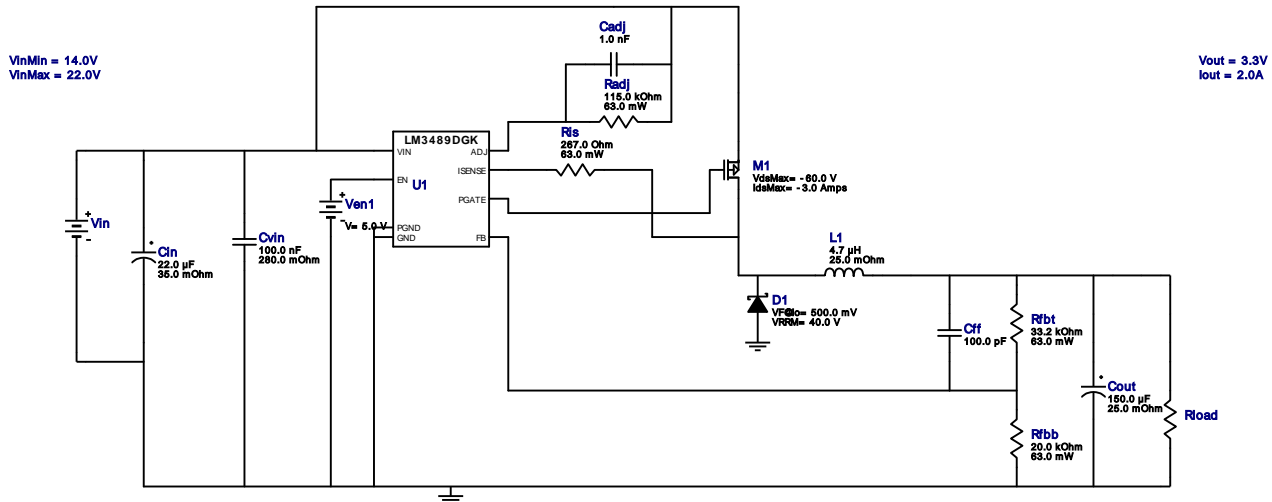 VinMin = 14.0V
VinMax = 22.0V
Vout = 3.3V
Iout = 2.0A
Cadj
1.0 nF
Radj
115.0 kOhm
63.0 mW
Ris
267.0 Ohm
63.0 mW
LM3489DGK
VIN
ADJ
ISENSE
EN
U1
PGATE
PGND
GND
FB
M1
VdsMax= -60.0 V
IdsMax= -3.0 Amps
Vin
+
-
Cin
22.0 µF
35.0 mOhm
+
Cvin
100.0 nF
280.0 mOhm
Ven1
+
-
V= 5.0 V
L1
4.7 µH
25.0 mOhm
D1
500.0 mV
VRRM= 40.0 V
Cff
100.0 pF
Rfbt
33.2 kOhm
63.0 mW
+
Cout
150.0 µF
25.0 mOhm
Rload
Rfbb
20.0 kOhm
63.0 mW